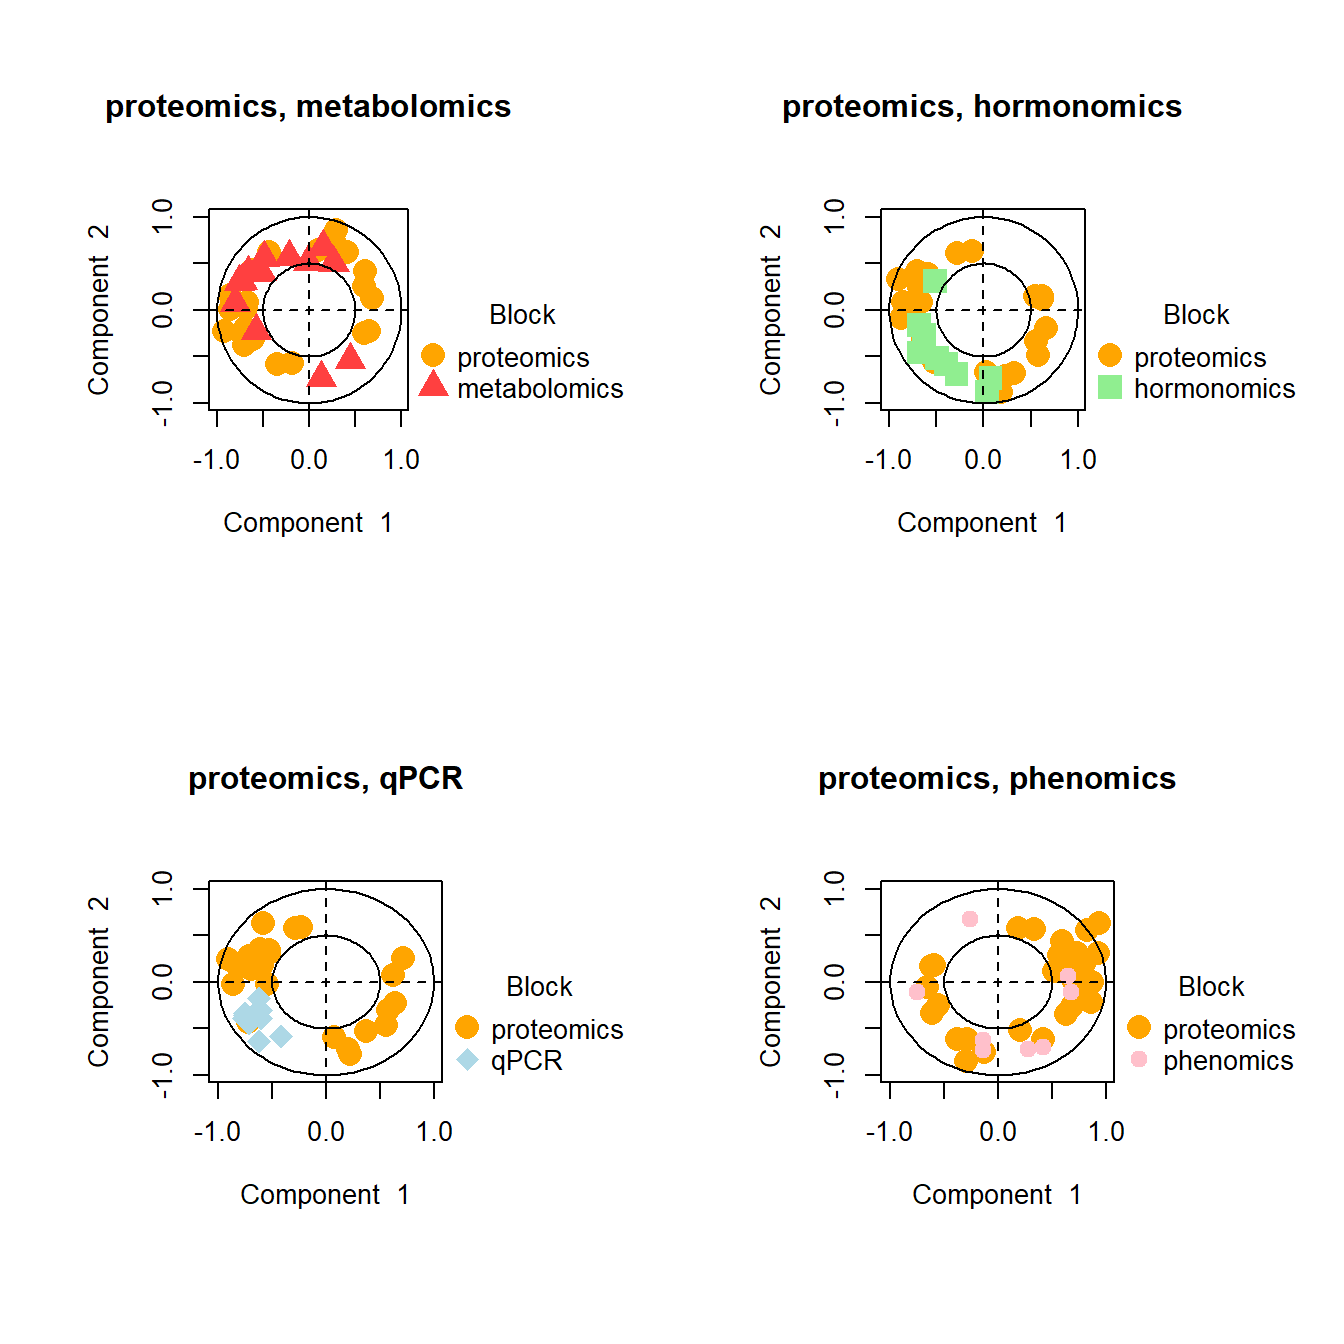 proteomics, metabolomics
Component 2
1.0
0.0
-1.0
-1.0 0.0 1.0
Component 1
Block
proteomics
metabolomics
proteomics, hormonomics
Component 2
1.0
0.0
-1.0
-1.0 0.0 1.0
Component 1
Block
proteomics
hormonomics
proteomics, qPCR
Component 2
1.0
0.0
-1.0
-1.0 0.0 1.0
Component 1
Block
proteomics
qPCR
proteomics, phenomics
Component 2
1.0
0.0
-1.0
-1.0 0.0 1.0
Component 1
Block
proteomics
phenomics